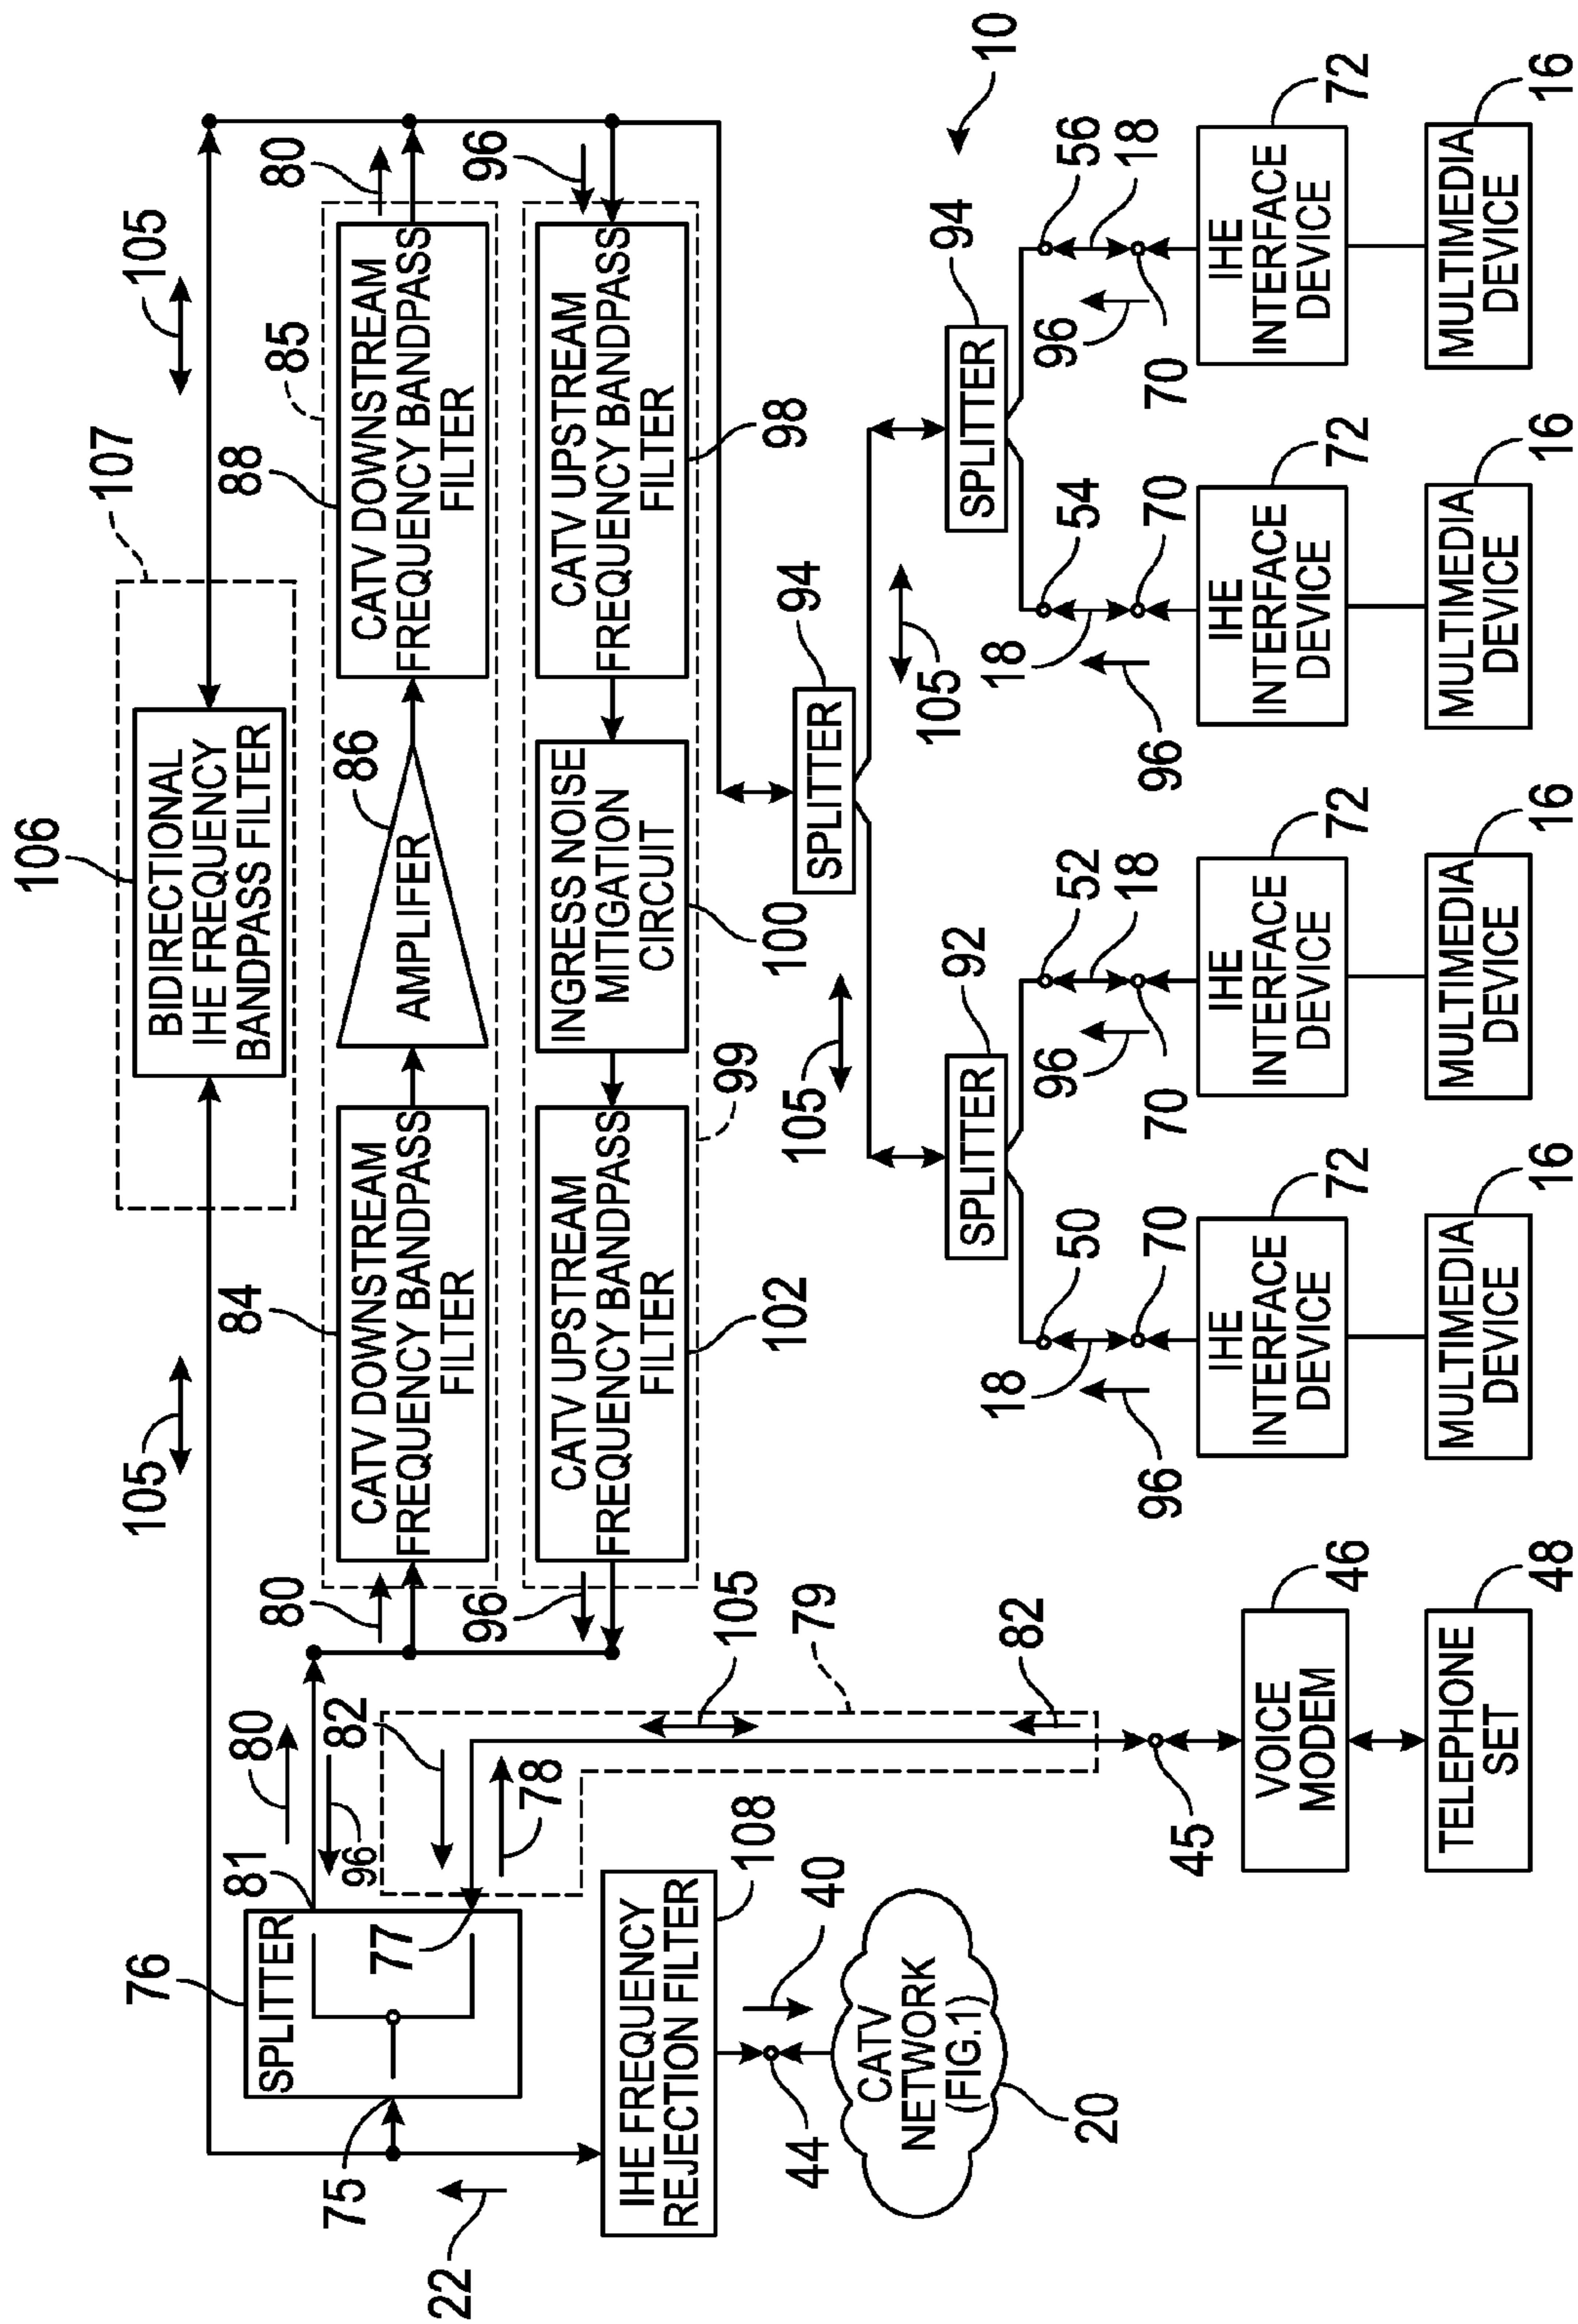 105
107
105
106
BIDIRECTIONAL
IHE FREQUENCY
BANDPASS FILTER
76
81
80
80
84
88
85
80
SPLITTER
CATV DOWNSTREAM
FREQUENCY BANDPASS
FILTER
86
AMPLIFER
CATV DOWNSTREAM
FREQUENCY BANDPASS
FILTER
75
77
96
82
96
96
22
78
CATV UPSTREAM
FREQUENCY BANDPASS
FILTER
INGRESS NOISE
MITIGATION
CIRCUIT
CATV UPSTREAM
FREQUENCY BANDPASS
FILTER
IHE FREQUENCY
REJECTION FILTER
108
105
102
99
100
98
44
40
79
105
94
SPLITTER
CATV
NETWORK
(FIG.1)
20
82
92
SPLITTER
105
94
SPLITTER
10
18
50
52
18
54
56
18
96
70
96
70
18
96
70
96
70
45
VOICE
MODEM
46
IHE
INTERFACE
DEVICE
72
IHE
INTERFACE
DEVICE
72
IHE
INTERFACE
DEVICE
72
IHE
INTERFACE
DEVICE
72
TELEPHONE
SET
48
MULTIMEDIA
DEVICE
16
MULTIMEDIA
DEVICE
16
MULTIMEDIA
DEVICE
16
MULTIMEDIA
DEVICE
16